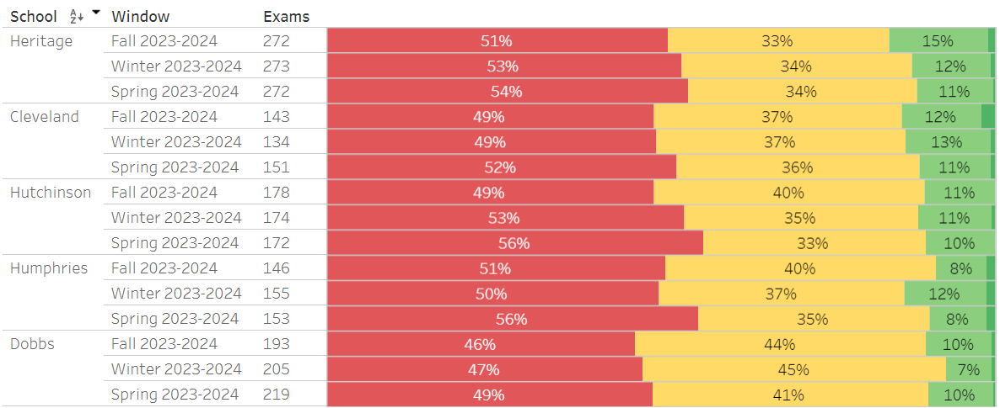 School Window Exams
Heritage Fall 2023-2024 272 51% 33% 15%
Winter 2023-2024 273 53% 34% 12%
Spring 2023-2024 272 54% 34% 11%
Cleveland Fall 2023-2024 143 49% 37% 12%
Winter 2023-2024 134 49% 37% 13%
Spring 2023-2024 151 52% 36% 11%
Hutchinson Fall 2023-2024 178 49% 40% 11%
Winter 2023-2024 174 53% 35% 11%
Spring 2023-2024 172 56% 33% 10%
Humphries Fall 2023-2024 146 51% 40% 8%
Winter 2023-2024 155 50% 37% 12%
Spring 2023-2024 153 56% 35% 8%
Dobbs Fall 2023-2024 193 46% 44% 10%
Winter 2023-2024 205 47% 45% 7%
Spring 2023-2024 219 49% 41% 10%